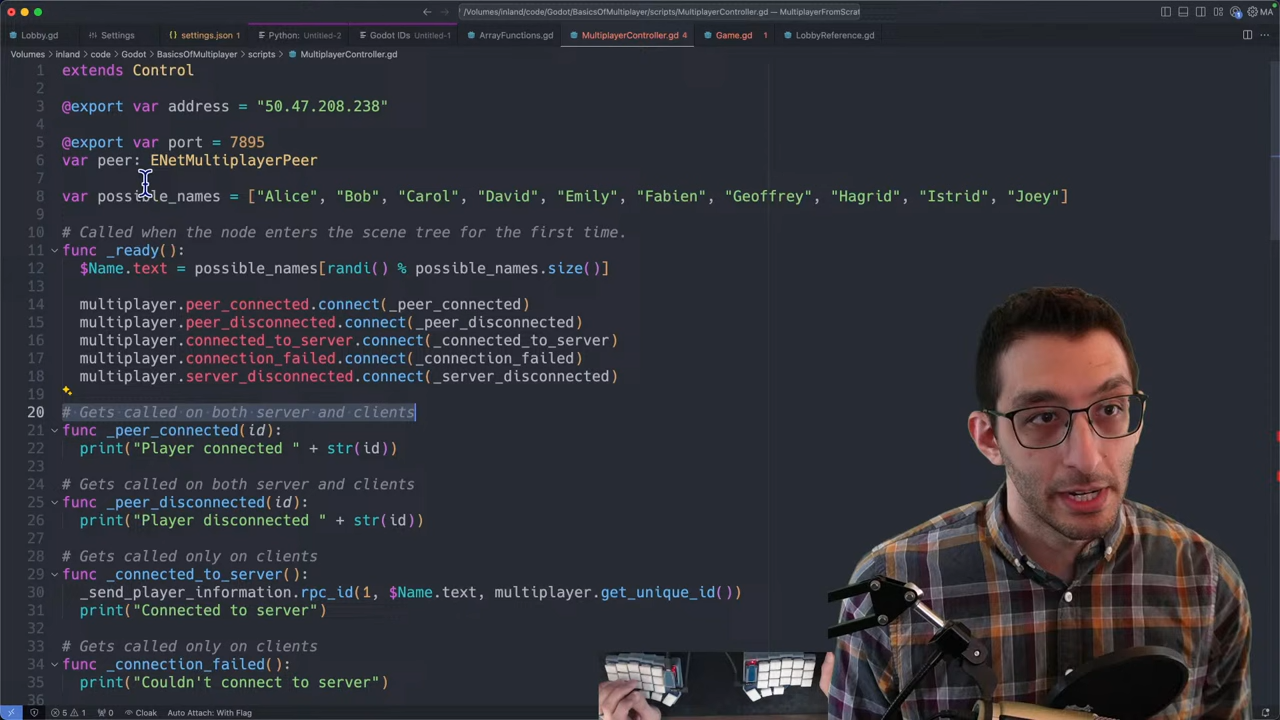 /Volumes/inland/code/Godot/BasicsOfMultiplayer/scripts/MultiplayerController.gd — MultiplayerFromScrat
MA
Lobby.gd Settings settings.json 1 Python: Untitled-2 Godot IDs Untitled-1 ArrayFunctions.gd MultiplayerController.gd 4 Game.gd 1 LobbyReference.gd
Volumes > inland > code > Godot > BasicsOfMultiplayer > scripts > MultiplayerController.gd
1 extends Control
2
3 @export var address = "50.47.208.238"
4
5 @export var port = 7895
6 var peer: ENetMultiplayerPeer
7
8 var possible_names = ["Alice", "Bob", "Carol", "David", "Emily", "Fabien", "Geoffrey", "Hagrid", "Istrid", "Joey"]
9
10 # Called when the node enters the scene tree for the first time.
11 func _ready():
12 $Name.text = possible_names[randi() % possible_names.size()]
13
14 multiplayer.peer_connected.connect(_peer_connected)
15 multiplayer.peer_disconnected.connect(_peer_disconnected)
16 multiplayer.connected_to_server.connect(_connected_to_server)
17 multiplayer.connection_failed.connect(_connection_failed)
18 multiplayer.server_disconnected.connect(_server_disconnected)
19
20 # Gets called on both server and clients
21 func _peer_connected(id):
22 print("Player connected " + str(id))
23
24 # Gets called on both server and clients
25 func _peer_disconnected(id):
26 print("Player disconnected " + str(id))
27
28 # Gets called only on clients
29 func _connected_to_server():
30 _send_player_information.rpc_id(1, $Name.text, multiplayer.get_unique_id())
31 print("Connected to server")
32
33 # Gets called only on clients
34 func _connection_failed():
35 print("Couldn't connect to server")
36
5 1 0 Cloak Auto Attach: With Flag